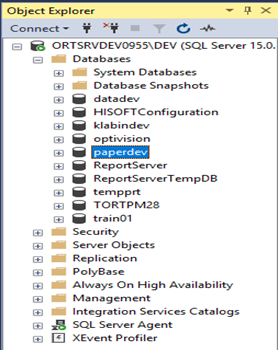 Object Explorer
Connect
ORTSRVDEV0955\DEV (SQL Server 15.0.
Databases
System Databases
Database Snapshots
datadev
HISOFTConfiguration
klabindev
optivision
paperdev
ReportServer
ReportServerTempDB
tempprt
TORTPM28
train01
Security
Server Objects
Replication
PolyBase
Always On High Availability
Management
Integration Services Catalogs
SQL Server Agent
XEvent Profiler